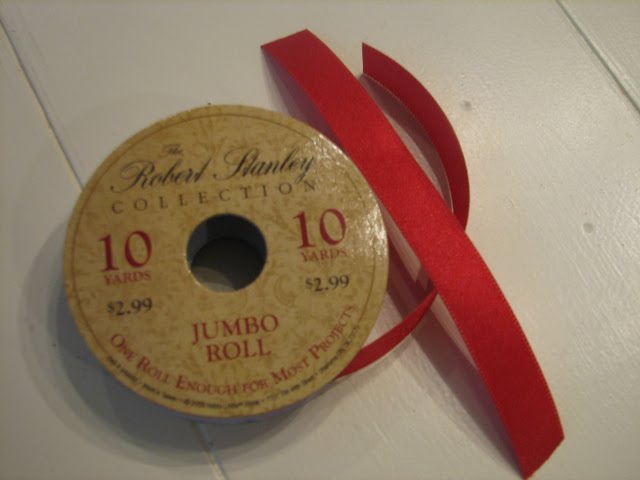 The
Robert Stanley
COLLECTION
10 10
YARDS YARDS
$2.99 $2.99
JUMBO
ROLL
ONE ROLL ENOUGH FOR MOST PROJECTS